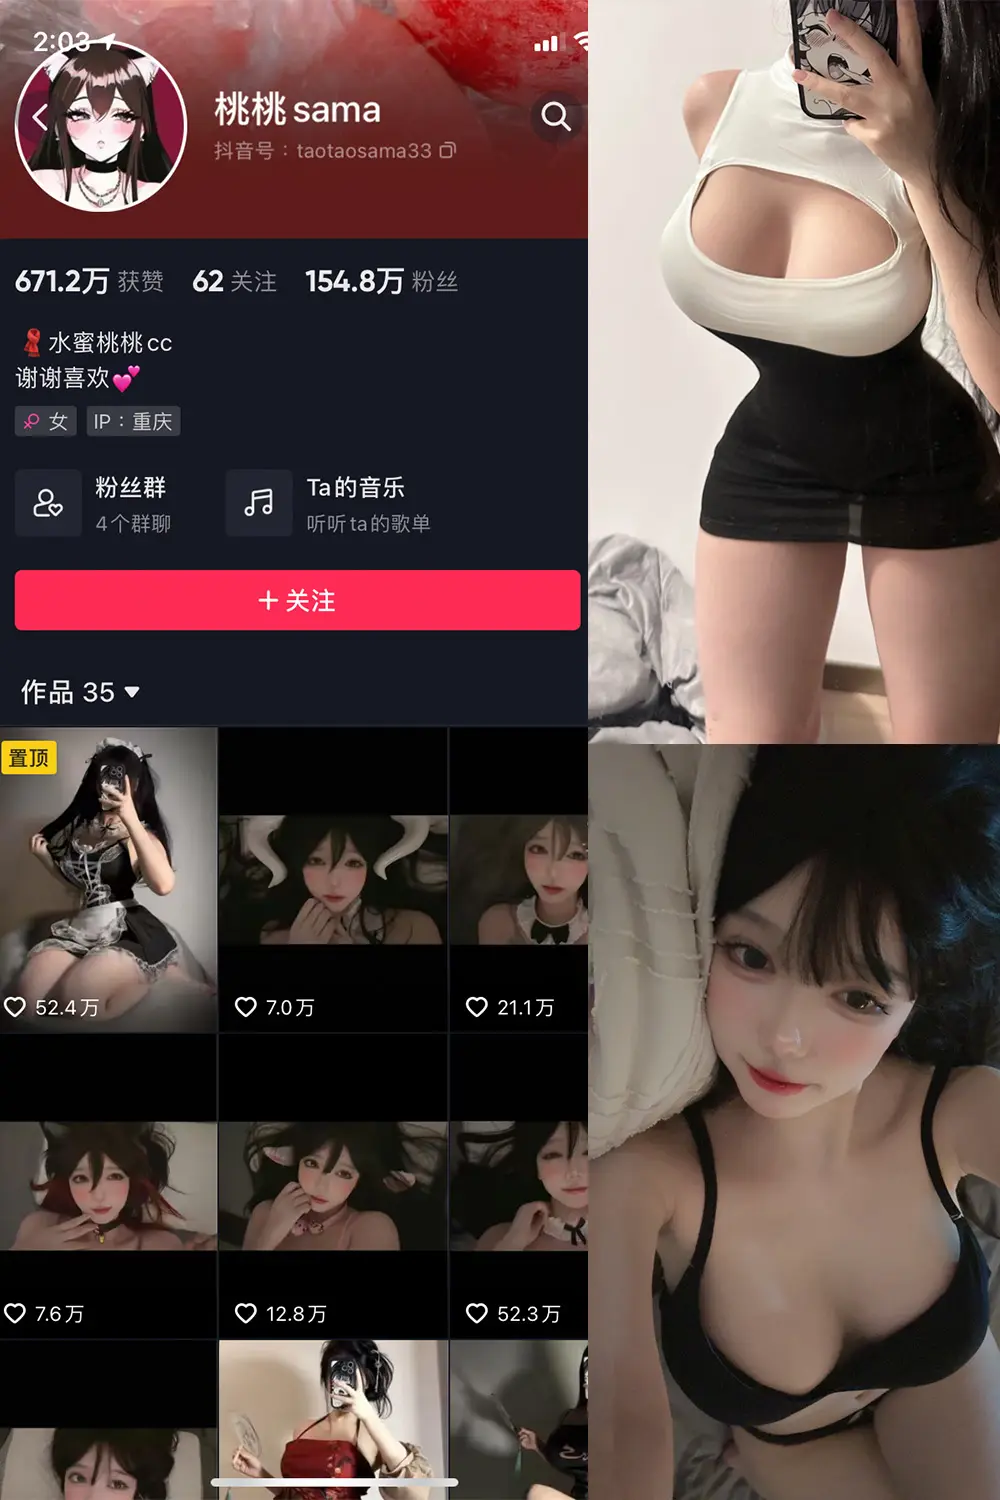 2:03
桃桃sama
抖音号：taotaosama33
671.2万 获赞 62 关注 154.8万 粉丝
水蜜桃桃cc
谢谢喜欢💕
女 IP：重庆
粉丝群
4个群聊
Ta的音乐
听听ta的歌单
+ 关注
作品 35
置顶
52.4万
7.0万
21.1万
7.6万
12.8万
52.3万